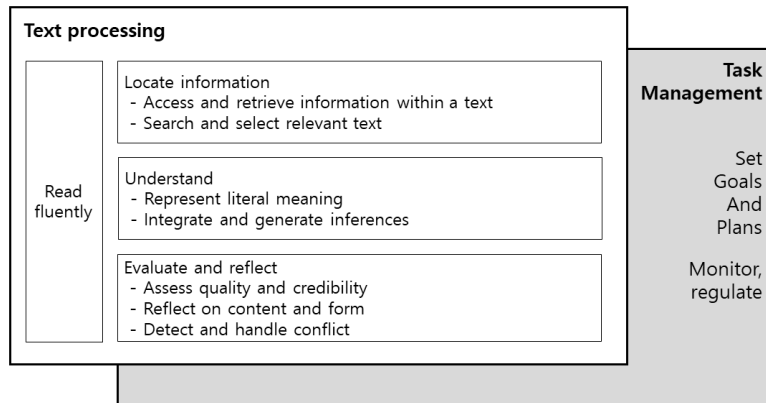 Text processing
Read
fluently
Locate information
- Access and retrieve information within a text
- Search and select relevant text
Understand
- Represent literal meaning
- Integrate and generate inferences
Evaluate and reflect
- Assess quality and credibility
- Reflect on content and form
- Detect and handle conflict
Task
Management
Set
Goals
And
Plans
Monitor,
regulate